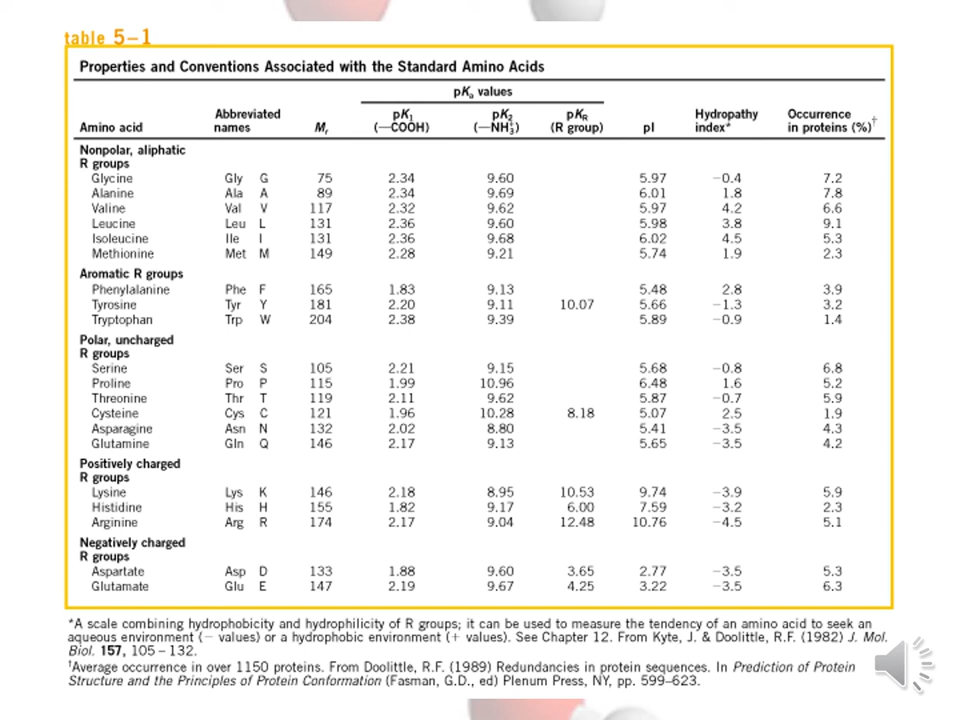 table 5–1
Properties and Conventions Associated with the Standard Amino Acids
pKa values
Abbreviated pK1 pK2 pKR Hydropathy Occurrence
Amino acid names Mr (—COOH) (—NH3+) (R group) pI index* in proteins (%)†
Nonpolar, aliphatic
R groups
Glycine Gly G 75 2.34 9.60 5.97 −0.4 7.2
Alanine Ala A 89 2.34 9.69 6.01 1.8 7.8
Valine Val V 117 2.32 9.62 5.97 4.2 6.6
Leucine Leu L 131 2.36 9.60 5.98 3.8 9.1
Isoleucine Ile I 131 2.36 9.68 6.02 4.5 5.3
Methionine Met M 149 2.28 9.21 5.74 1.9 2.3
Aromatic R groups
Phenylalanine Phe F 165 1.83 9.13 5.48 2.8 3.9
Tyrosine Tyr Y 181 2.20 9.11 10.07 5.66 −1.3 3.2
Tryptophan Trp W 204 2.38 9.39 5.89 −0.9 1.4
Polar, uncharged
R groups
Serine Ser S 105 2.21 9.15 5.68 −0.8 6.8
Proline Pro P 115 1.99 10.96 6.48 1.6 5.2
Threonine Thr T 119 2.11 9.62 5.87 −0.7 5.9
Cysteine Cys C 121 1.96 10.28 8.18 5.07 2.5 1.9
Asparagine Asn N 132 2.02 8.80 5.41 −3.5 4.3
Glutamine Gln Q 146 2.17 9.13 5.65 −3.5 4.2
Positively charged
R groups
Lysine Lys K 146 2.18 8.95 10.53 9.74 −3.9 5.9
Histidine His H 155 1.82 9.17 6.00 7.59 −3.2 2.3
Arginine Arg R 174 2.17 9.04 12.48 10.76 −4.5 5.1
Negatively charged
R groups
Aspartate Asp D 133 1.88 9.60 3.65 2.77 −3.5 5.3
Glutamate Glu E 147 2.19 9.67 4.25 3.22 −3.5 6.3
*A scale combining hydrophobicity and hydrophilicity of R groups; it can be used to measure the tendency of an amino acid to seek an
aqueous environment (− values) or a hydrophobic environment (+ values). See Chapter 12. From Kyte, J. & Doolittle, R.F. (1982) J. Mol.
Biol. 157, 105–132.
†Average occurrence in over 1150 proteins. From Doolittle, R.F. (1989) Redundancies in protein sequences. In Prediction of Protein
Structure and the Principles of Protein Conformation (Fasman, G.D., ed) Plenum Press, NY, pp. 599–623.